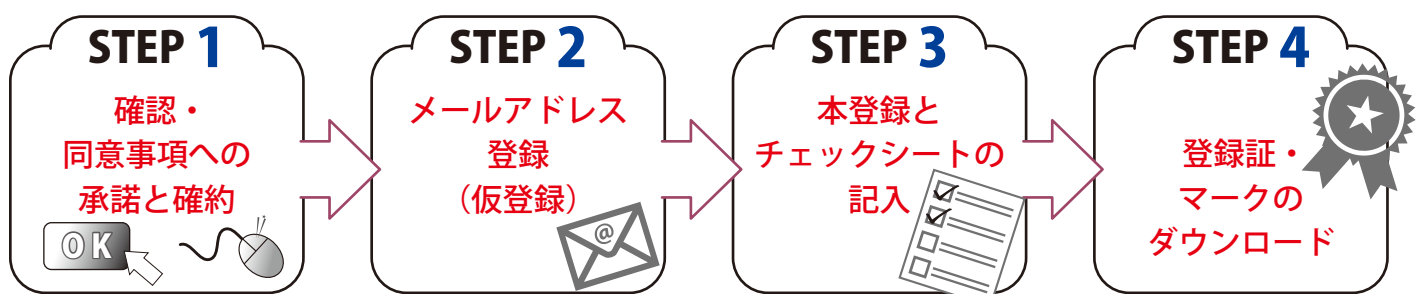 STEP 1
確認・
同意事項への
承諾と確約
OK
STEP 2
メールアドレス
登録
（仮登録）
@
STEP 3
本登録と
チェックシートの
記入
STEP 4
登録証・
マークの
ダウンロード